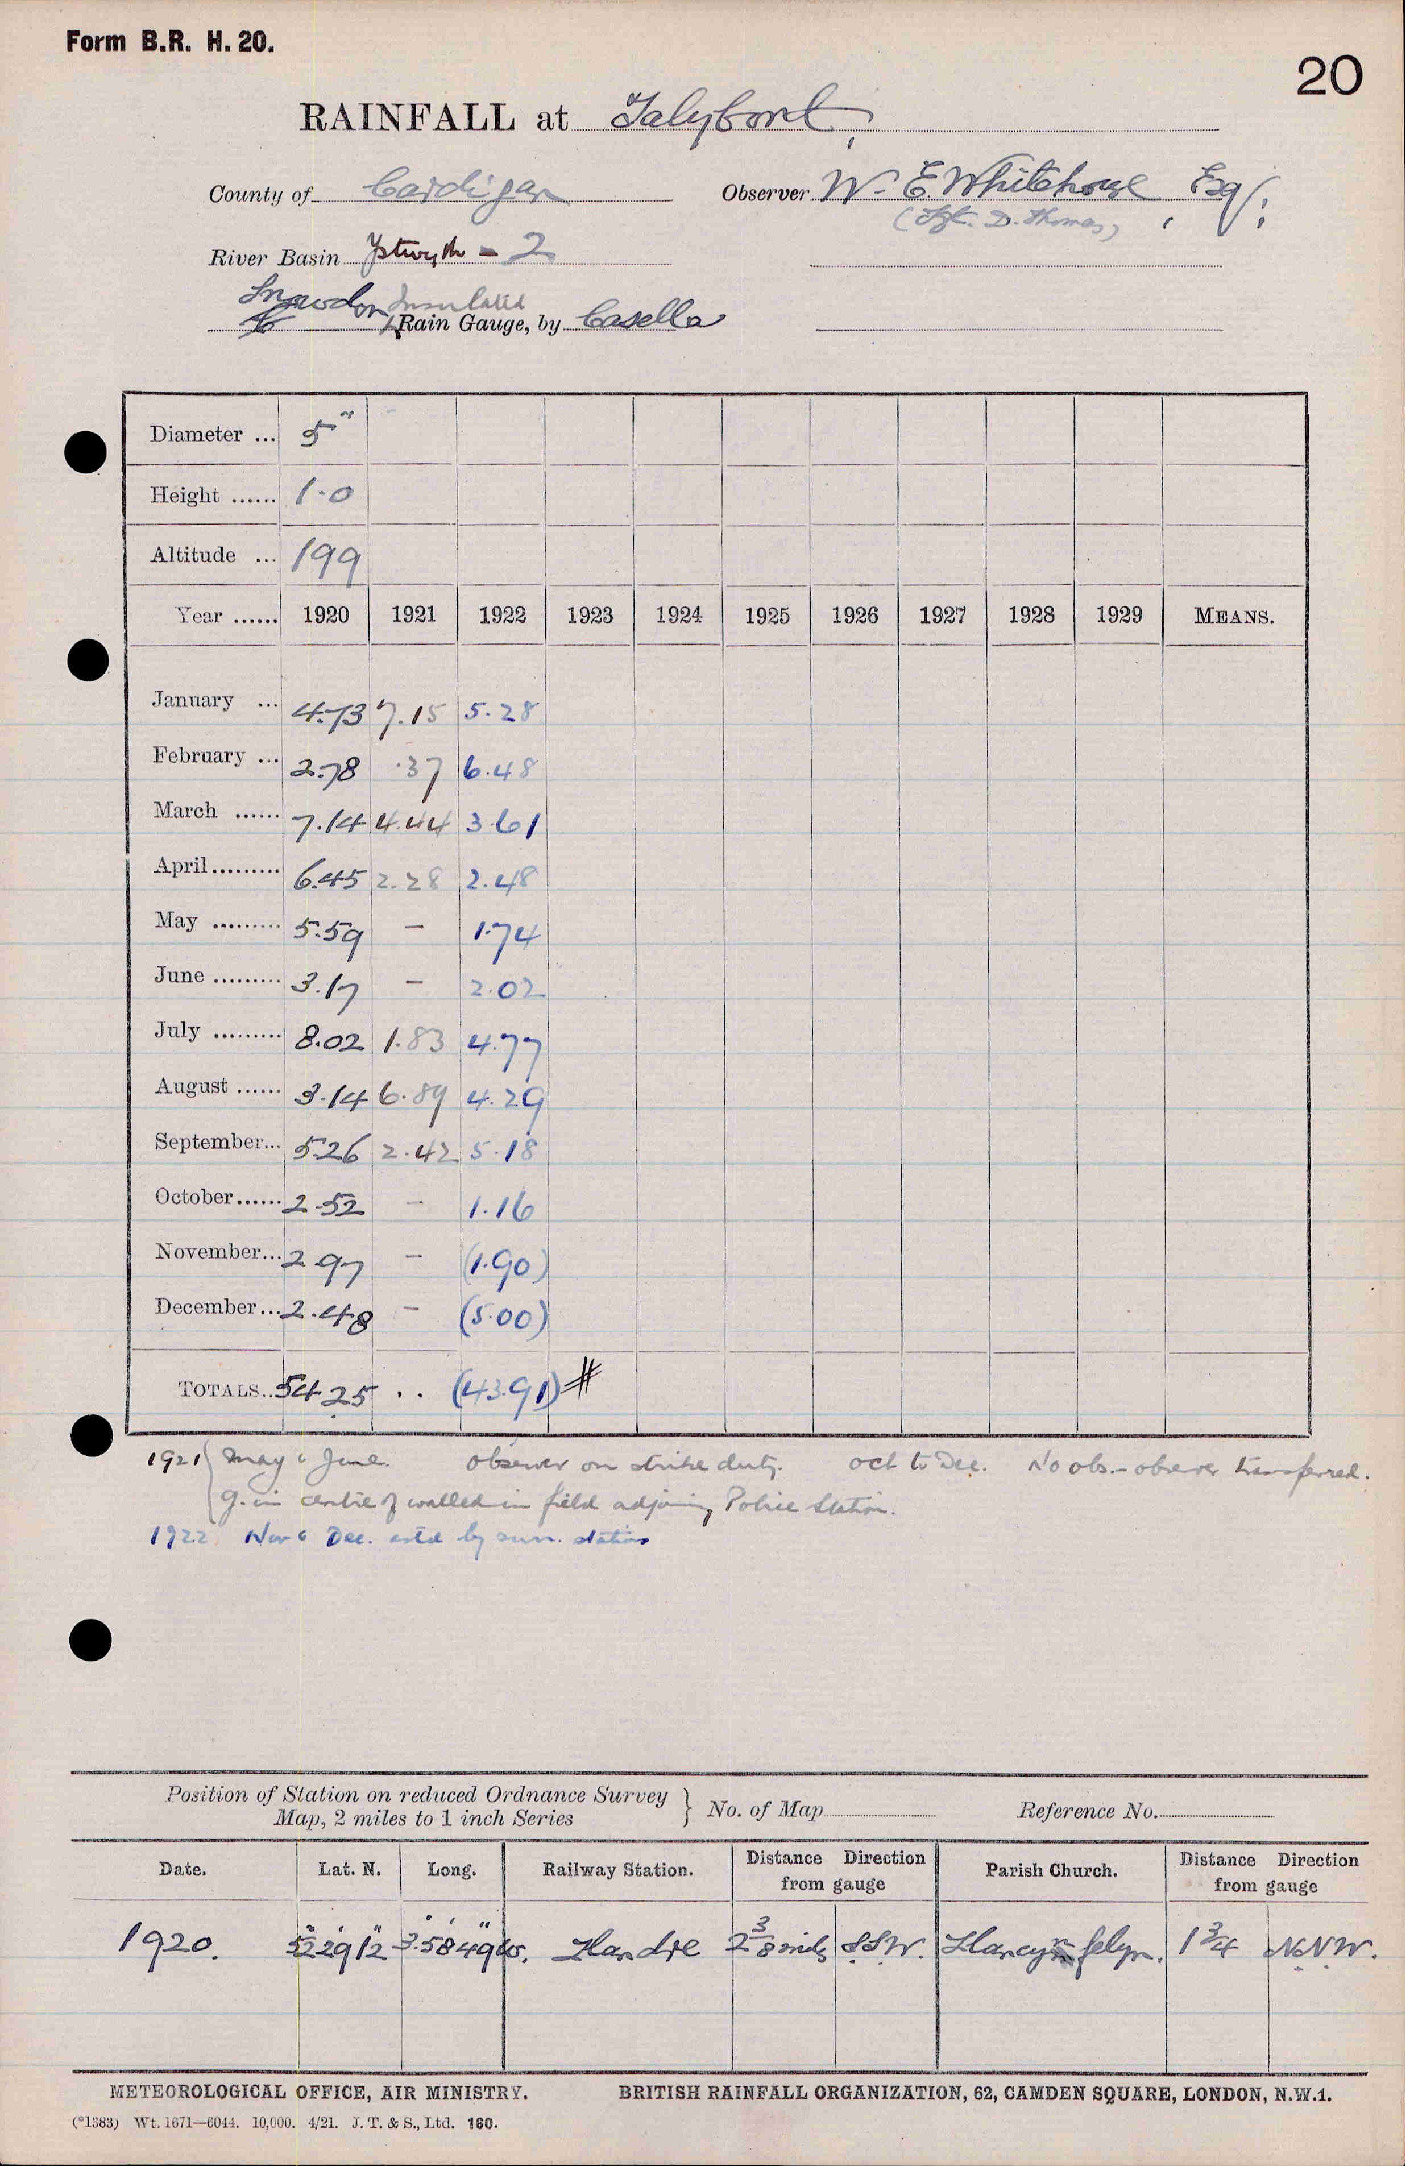 Form B.R. H. 20.
20
RAINFALL at Talybont,
County of Cardigan Observer W. E. Whitehouse, Esq;
(Sgt. D. Thomas)
River Basin Ystwyth - 2
Snowdon Insulated
Rain Gauge, by Casella
Diameter ... 5"
Height ...... 1.0
Altitude ... 199
Year ...... 1920 1921 1922 1923 1924 1925 1926 1927 1928 1929 MEANS.
January ... 4.73 7.15 5.28
February ... 2.78 .37 6.48
March ...... 7.14 4.44 3.61
April......... 6.45 2.28 2.48
May ......... 5.59 - 1.74
June ......... 3.17 - 2.02
July ......... 8.02 1.83 4.77
August ...... 3.14 6.89 4.29
September... 5.26 2.42 5.18
October...... 2.52 - 1.16
November... 2.97 - (1.90)
December... 2.48 - (5.00)
TOTALS.. 54.25 .. (43.91) #
1921 { May & June. observer on strike duty. Oct to Dec. No obs. - observer transferred.
g. in centre of walled in field adjoining Police Station.
1922 Nov & Dec. estd by surr. stations
Position of Station on reduced Ordnance Survey } No. of Map Reference No.
Map, 2 miles to 1 inch Series
Date. Lat. N. Long. Railway Station. Distance Direction from gauge Parish Church. Distance Direction from gauge
1920. 52° 29' 12" 3° 58' 49" W. Llandre 2 3/8 mils S.S.W. Llancynfelyn. 1 3/4 N.N.W.
METEOROLOGICAL OFFICE, AIR MINISTRY. BRITISH RAINFALL ORGANIZATION, 62, CAMDEN SQUARE, LONDON, N.W.1.
(*1383) Wt. 1671—6044. 10,000. 4/21. J. T. & S., Ltd. 160.